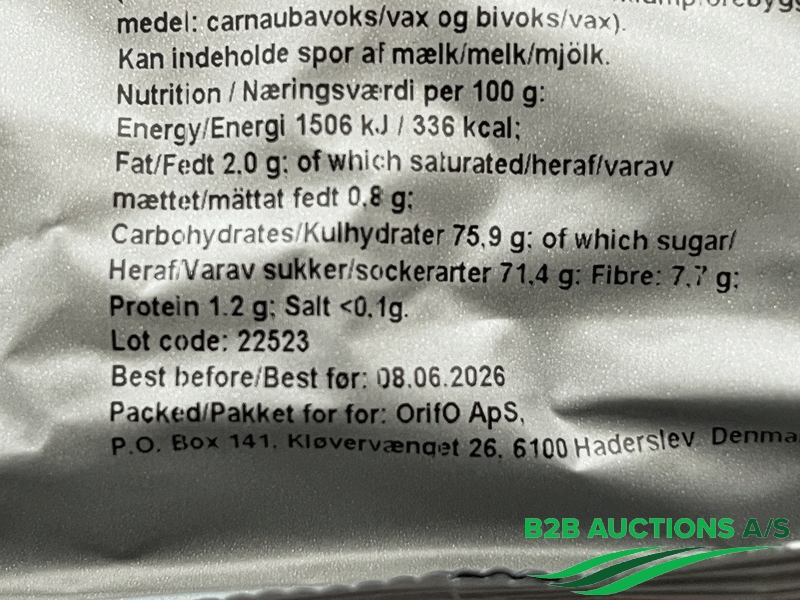 medel: carnaubavoks/vax og bivoks/vax).
Kan indeholde spor af mælk/melk/mjölk.
Nutrition / Næringsværdi per 100 g:
Energy/Energi 1506 kJ / 336 kcal;
Fat/Fedt 2.0 g; of which saturated/heraf/varav
mættet/mättat fedt 0,8 g;
Carbohydrates/Kulhydrater 75,9 g; of which sugar/
Heraf/Varav sukker/sockerarter 71,4 g; Fibre: 7,7 g;
Protein 1.2 g; Salt <0,1g.
Lot code: 22523
Best before/Best før: 08.06.2026
Packed/Pakket for for: OrifO ApS,
P.O. Box 141, Kløvervænget 26, 6100 Haderslev Denma
B2B AUCTIONS A/S